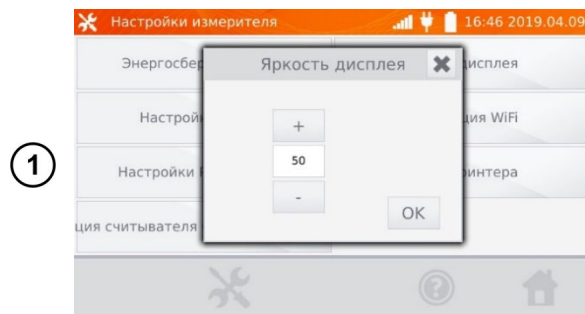 Настройки измерителя 16:46 2019.04.09
Яркость дисплея
Энергосбер
дисплея
Настрой
ция WiFi
+
50
-
Настройки
интера
ция считывателя
OK
1